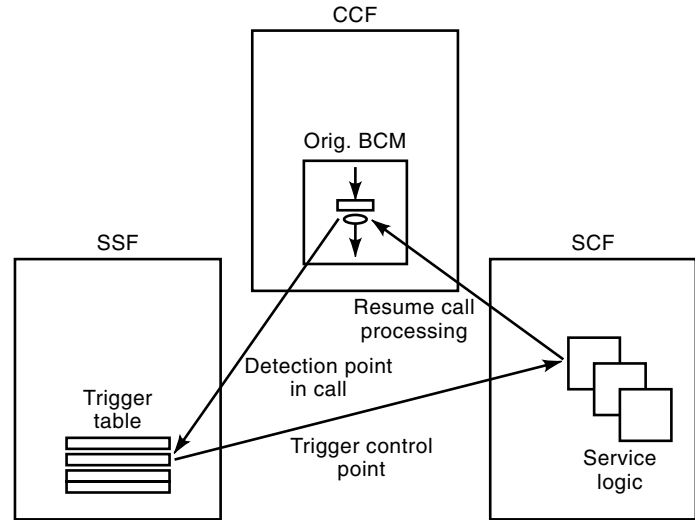 CCF
Orig. BCM
SSF
SCF
Resume call
processing
Detection point
in call
Trigger
table
Trigger control
point
Service
logic